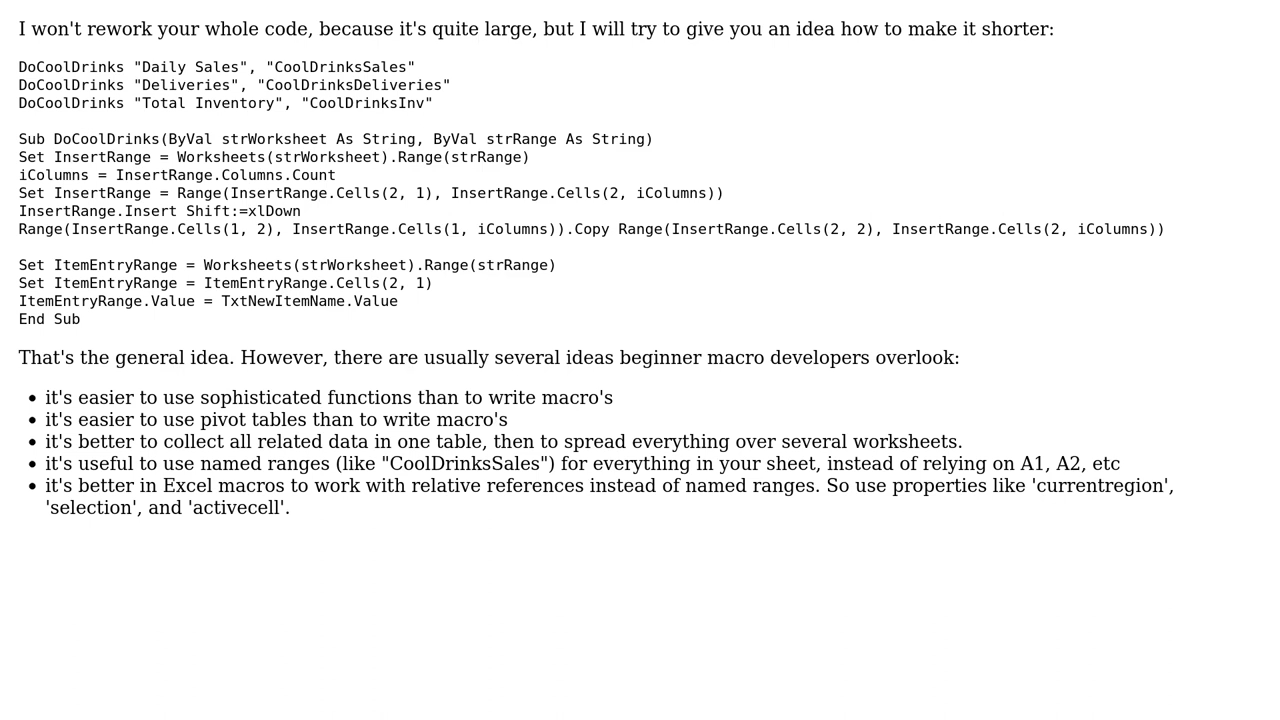 I won't rework your whole code, because it's quite large, but I will try to give you an idea how to make it shorter:
DoCoolDrinks "Daily Sales", "CoolDrinksSales"
DoCoolDrinks "Deliveries", "CoolDrinksDeliveries"
DoCoolDrinks "Total Inventory", "CoolDrinksInv"
Sub DoCoolDrinks(ByVal strWorksheet As String, ByVal strRange As String)
Set InsertRange = Worksheets(strWorksheet).Range(strRange)
iColumns = InsertRange.Columns.Count
Set InsertRange = Range(InsertRange.Cells(2, 1), InsertRange.Cells(2, iColumns))
InsertRange.Insert Shift:=xlDown
Range(InsertRange.Cells(1, 2), InsertRange.Cells(1, iColumns)).Copy Range(InsertRange.Cells(2, 2), InsertRange.Cells(2, iColumns))
Set ItemEntryRange = Worksheets(strWorksheet).Range(strRange)
Set ItemEntryRange = ItemEntryRange.Cells(2, 1)
ItemEntryRange.Value = TxtNewItemName.Value
End Sub
That's the general idea. However, there are usually several ideas beginner macro developers overlook:
• it's easier to use sophisticated functions than to write macro's
• it's easier to use pivot tables than to write macro's
• it's better to collect all related data in one table, then to spread everything over several worksheets.
• it's useful to use named ranges (like "CoolDrinksSales") for everything in your sheet, instead of relying on A1, A2, etc
• it's better in Excel macros to work with relative references instead of named ranges. So use properties like 'currentregion',
'selection', and 'activecell'.